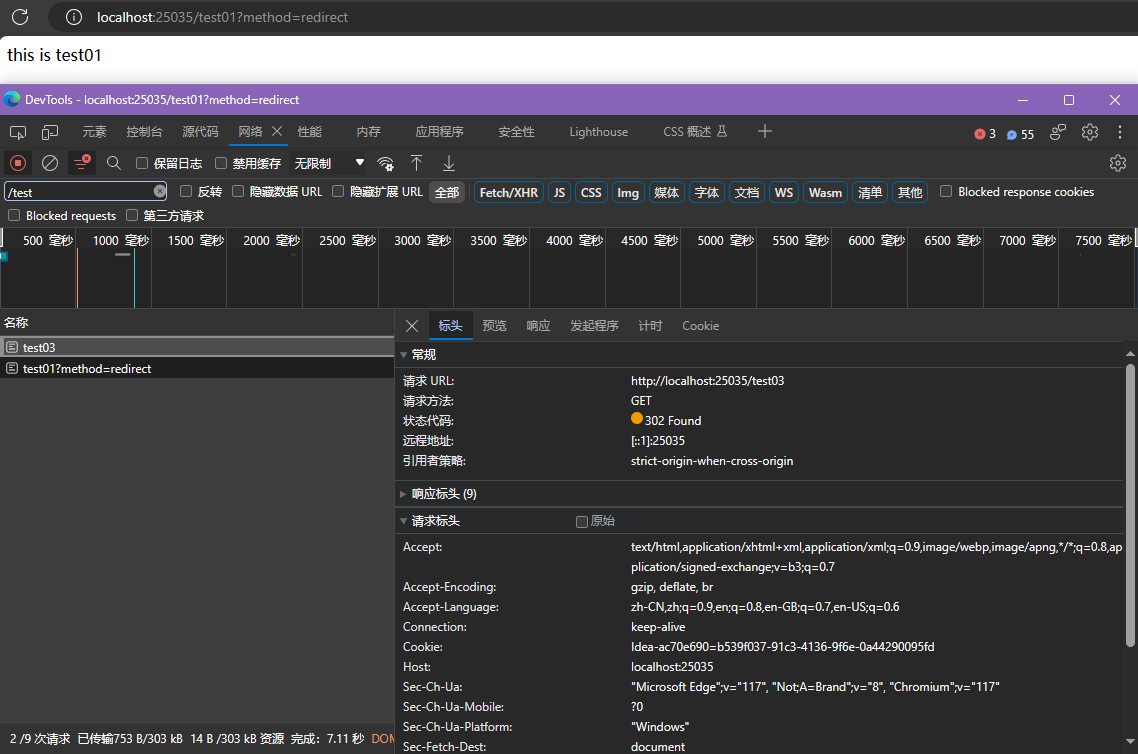 localhost:25035/test01?method=redirect
this is test01
DevTools - localhost:25035/test01?method=redirect
元素 控制台 源代码 网络 性能 内存 应用程序 安全性 Lighthouse CSS 概述 3 55
保留日志 禁用缓存 无限制
/test 反转 隐藏数据 URL 隐藏扩展 URL 全部 Fetch/XHR JS CSS Img 媒体 字体 文档 WS Wasm 清单 其他 Blocked response cookies
Blocked requests 第三方请求
500 毫秒 1000 毫秒 1500 毫秒 2000 毫秒 2500 毫秒 3000 毫秒 3500 毫秒 4000 毫秒 4500 毫秒 5000 毫秒 5500 毫秒 6000 毫秒 6500 毫秒 7000 毫秒 7500 毫秒
名称
test03
test01?method=redirect
标头 预览 响应 发起程序 计时 Cookie
常规
请求 URL: http://localhost:25035/test03
请求方法: GET
状态代码: 302 Found
远程地址: [::1]:25035
引用者策略: strict-origin-when-cross-origin
响应标头 (9)
请求标头 原始
Accept: text/html,application/xhtml+xml,application/xml;q=0.9,image/webp,image/apng,*/*;q=0.8,ap
plication/signed-exchange;v=b3;q=0.7
Accept-Encoding: gzip, deflate, br
Accept-Language: zh-CN,zh;q=0.9,en;q=0.8,en-GB;q=0.7,en-US;q=0.6
Connection: keep-alive
Cookie: Idea-ac70e690=b539f037-91c3-4136-9f6e-0a44290095fd
Host: localhost:25035
Sec-Ch-Ua: "Microsoft Edge";v="117", "Not;A=Brand";v="8", "Chromium";v="117"
Sec-Ch-Ua-Mobile: ?0
Sec-Ch-Ua-Platform: "Windows"
Sec-Fetch-Dest: document
2 /9 次请求 已传输753 B/303 kB 14 B /303 kB 资源 完成: 7.11 秒 DON